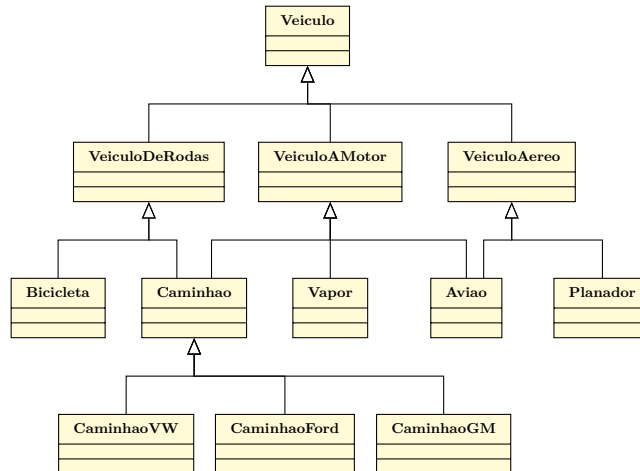 Veiculo
VeiculoDeRodas
VeiculoAMotor
VeiculoAereo
Bicicleta
Caminhao
Vapor
Aviao
Planador
CaminhaoVW
CaminhaoFord
CaminhaoGM